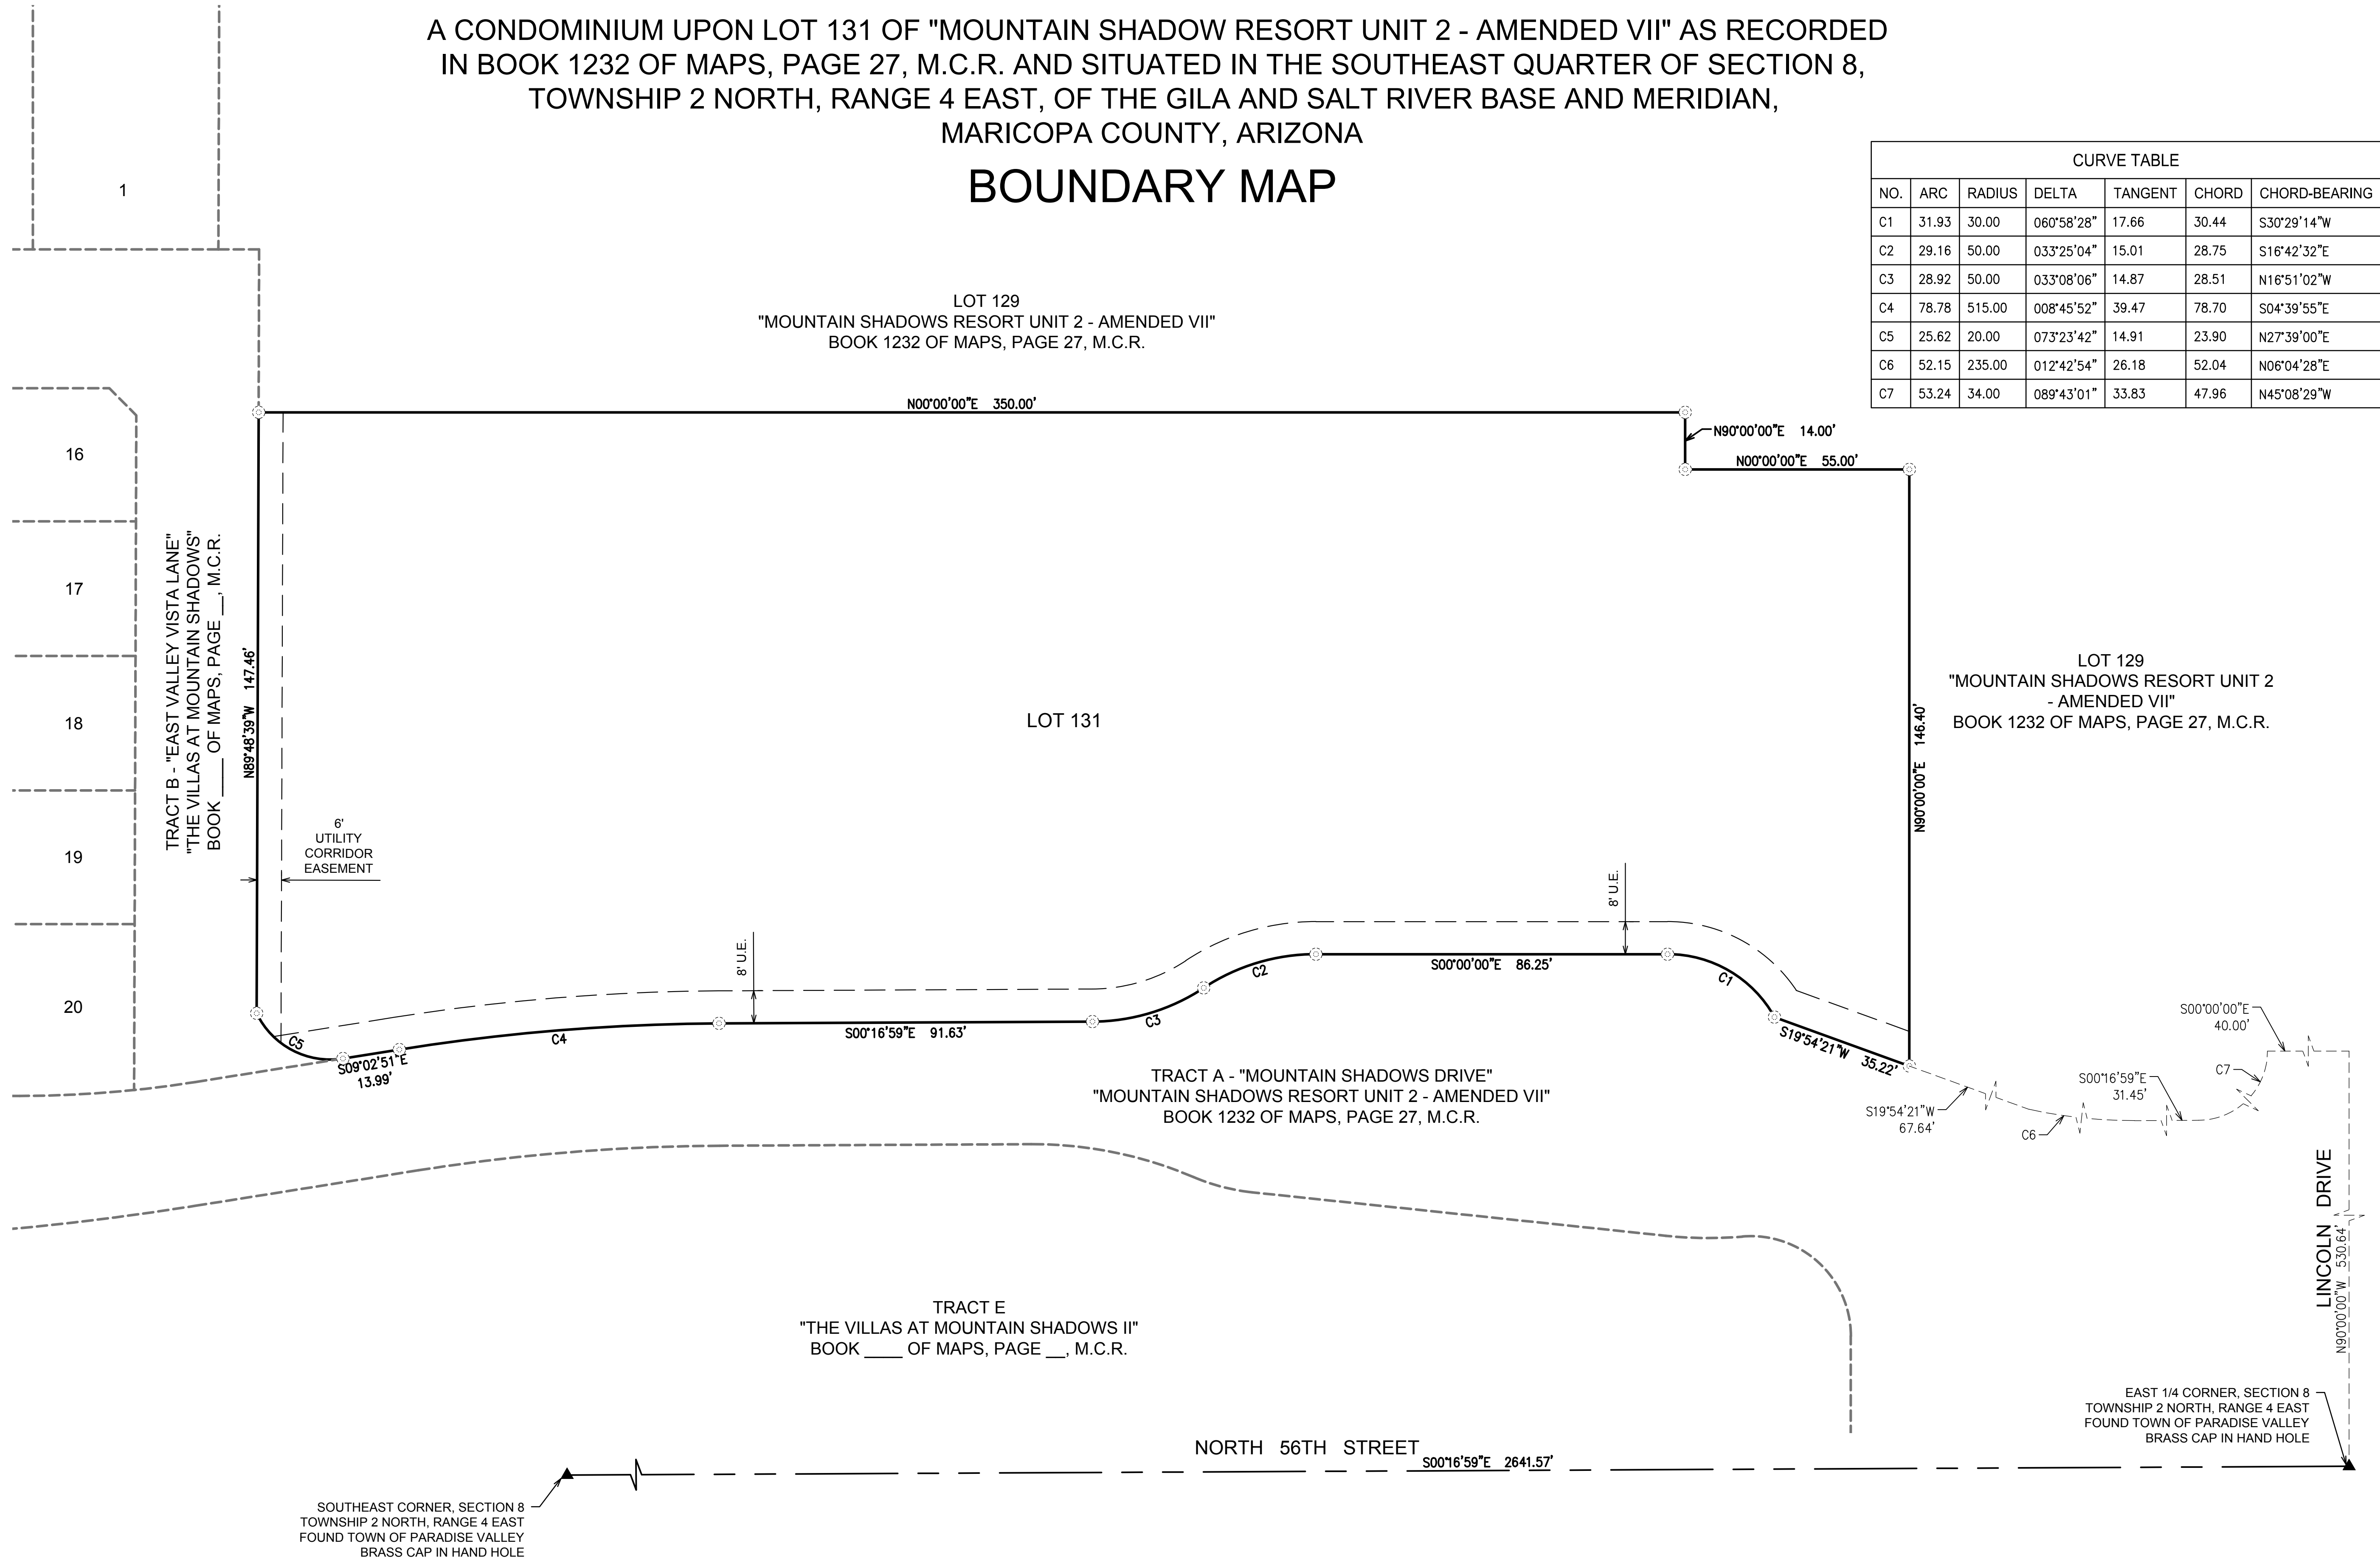 A CONDOMINIUM UPON LOT 131 OF "MOUNTAIN SHADOW RESORT UNIT 2 - AMENDED VII" AS RECORDED
IN BOOK 1232 OF MAPS, PAGE 27, M.C.R. AND SITUATED IN THE SOUTHEAST QUARTER OF SECTION 8,
TOWNSHIP 2 NORTH, RANGE 4 EAST, OF THE GILA AND SALT RIVER BASE AND MERIDIAN,
MARICOPA COUNTY, ARIZONA
BOUNDARY MAP
CURVE TABLE
NO. ARC RADIUS DELTA TANGENT CHORD CHORD-BEARING
C1 31.93 30.00 060°58'28" 17.66 30.44 S30°29'14"W
C2 29.16 50.00 033°25'04" 15.01 28.75 S16°42'32"E
C3 28.92 50.00 033°08'06" 14.87 28.51 N16°51'02"W
C4 78.78 515.00 008°45'52" 39.47 78.70 S04°39'55"E
C5 25.62 20.00 073°23'42" 14.91 23.90 N27°39'00"E
C6 52.15 235.00 012°42'54" 26.18 52.04 N06°04'28"E
C7 53.24 34.00 089°43'01" 33.83 47.96 N45°08'29"W
1
LOT 129
"MOUNTAIN SHADOWS RESORT UNIT 2 - AMENDED VII"
BOOK 1232 OF MAPS, PAGE 27, M.C.R.
N00°00'00"E 350.00'
N90°00'00"E 14.00'
N00°00'00"E 55.00'
16
17
18
19
20
TRACT B - "EAST VALLEY VISTA LANE"
"THE VILLAS AT MOUNTAIN SHADOWS"
BOOK ____ OF MAPS, PAGE __, M.C.R.
N89°48'39"W 147.46'
6'
UTILITY
CORRIDOR
EASEMENT
LOT 131
N90°00'00"E 146.40'
LOT 129
"MOUNTAIN SHADOWS RESORT UNIT 2
- AMENDED VII"
BOOK 1232 OF MAPS, PAGE 27, M.C.R.
8' U.E.
8' U.E.
C5
S09°02'51"E
13.99'
C4
S00°16'59"E 91.63'
C3
C2
S00°00'00"E 86.25'
C1
S19°54'21"W 35.22'
TRACT A - "MOUNTAIN SHADOWS DRIVE"
"MOUNTAIN SHADOWS RESORT UNIT 2 - AMENDED VII"
BOOK 1232 OF MAPS, PAGE 27, M.C.R.
S19°54'21"W
67.64'
C6
S00°16'59"E
31.45'
C7
S00°00'00"E
40.00'
LINCOLN DRIVE
N90°00'00"W 530.64'
TRACT E
"THE VILLAS AT MOUNTAIN SHADOWS II"
BOOK ____ OF MAPS, PAGE __, M.C.R.
EAST 1/4 CORNER, SECTION 8
TOWNSHIP 2 NORTH, RANGE 4 EAST
FOUND TOWN OF PARADISE VALLEY
BRASS CAP IN HAND HOLE
NORTH 56TH STREET
S00°16'59"E 2641.57'
SOUTHEAST CORNER, SECTION 8
TOWNSHIP 2 NORTH, RANGE 4 EAST
FOUND TOWN OF PARADISE VALLEY
BRASS CAP IN HAND HOLE